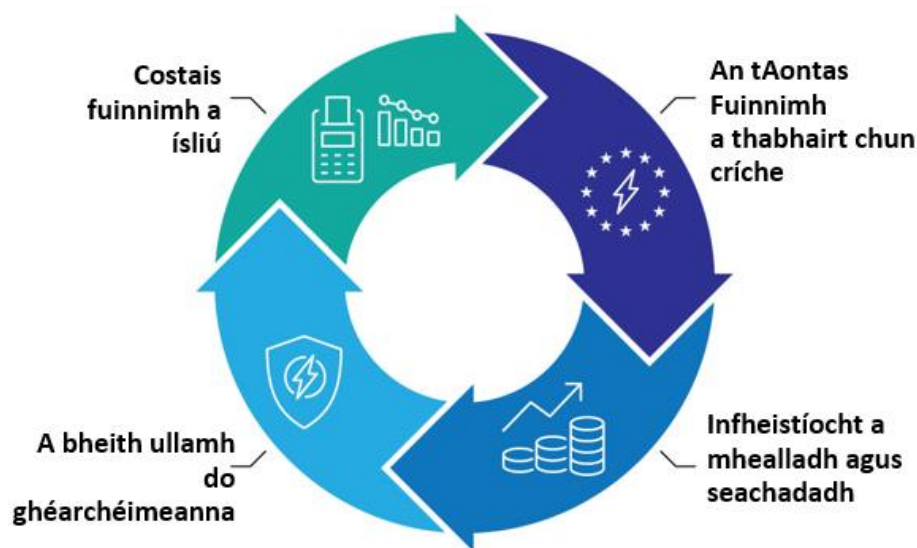 Costais
fuinnimh a
ísliú
An tAontas
Fuinnimh
a thabhairt chun
críche
Infheistíocht a
mhealladh agus
seachadadh
A bheith ullamh
do
ghéarchéimeanna